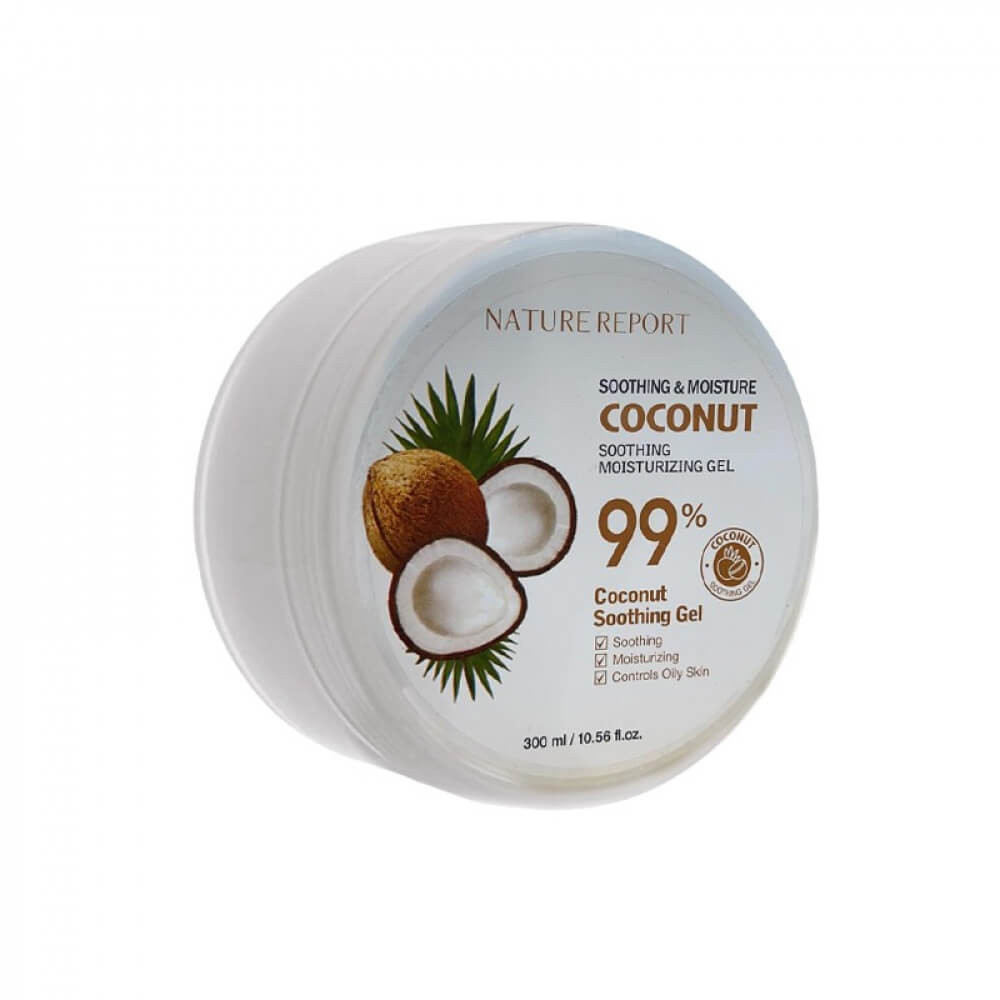 NATURE REPORT
SOOTHING & MOISTURE
COCONUT
SOOTHING
MOISTURIZING GEL
99%
COCONUT
SOOTHING GEL
Coconut
Soothing Gel
☑ Soothing
☑ Moisturizing
☑ Controls Oily Skin
300 ml / 10.56 fl.oz.